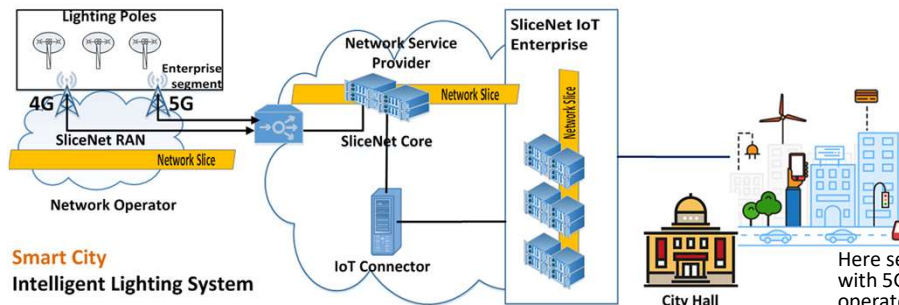 Lighting Poles
Enterprise
segment
4G
5G
SliceNet RAN
Network Slice
Network Operator
Smart City
Intelligent Lighting System
Network Service
Provider
Network Slice
SliceNet Core
IoT Connector
SliceNet IoT
Enterprise
Network Slice
City Hall
Here se
with 5G
operato